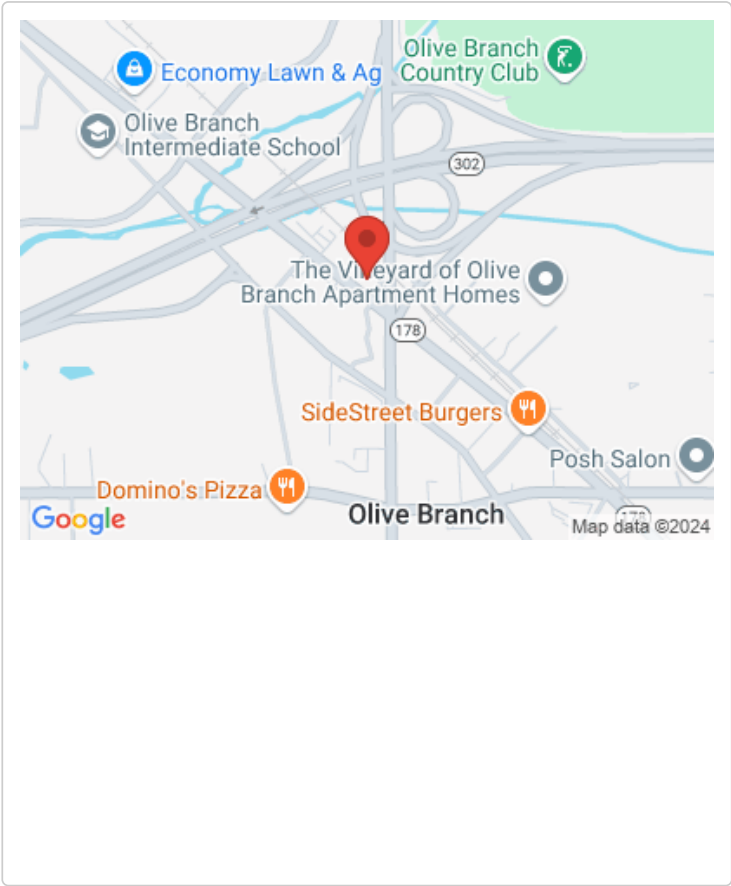 Olive Branch
Country Club
Economy Lawn & Ag
Olive Branch
Intermediate School
302
The Vineyard of Olive
Branch Apartment Homes
178
SideStreet Burgers
Posh Salon
Domino's Pizza
Olive Branch
178
Google
Map data ©2024